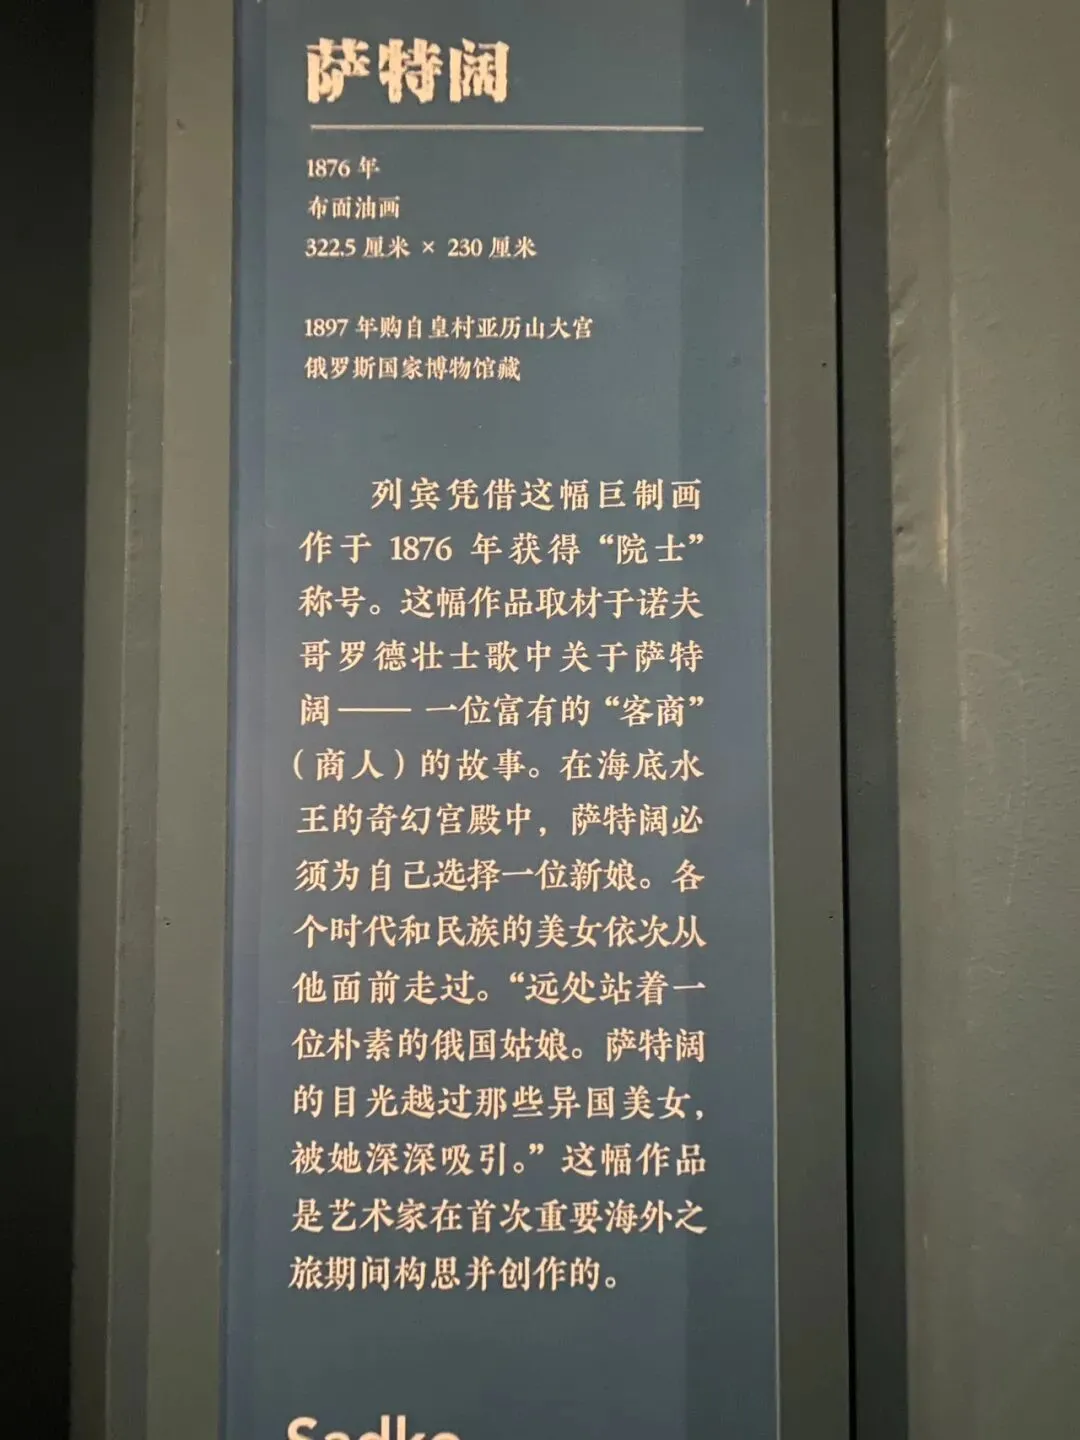 萨特阔
1876 年
布面油画
322.5 厘米 × 230 厘米
1897 年购自皇村亚历山大宫
俄罗斯国家博物馆藏
列宾凭借这幅巨制画
作于 1876 年获得“院士”
称号。这幅作品取材于诺夫
哥罗德壮士歌中关于萨特
阔—— 一位富有的“客商”
（商人）的故事。在海底水
王的奇幻宫殿中，萨特阔必
须为自己选择一位新娘。各
个时代和民族的美女依次从
他面前走过。“远处站着一
位朴素的俄国姑娘。萨特阔
的目光越过那些异国美女，
被她深深吸引。”这幅作品
是艺术家在首次重要海外之
旅期间构思并创作的。
Sadko